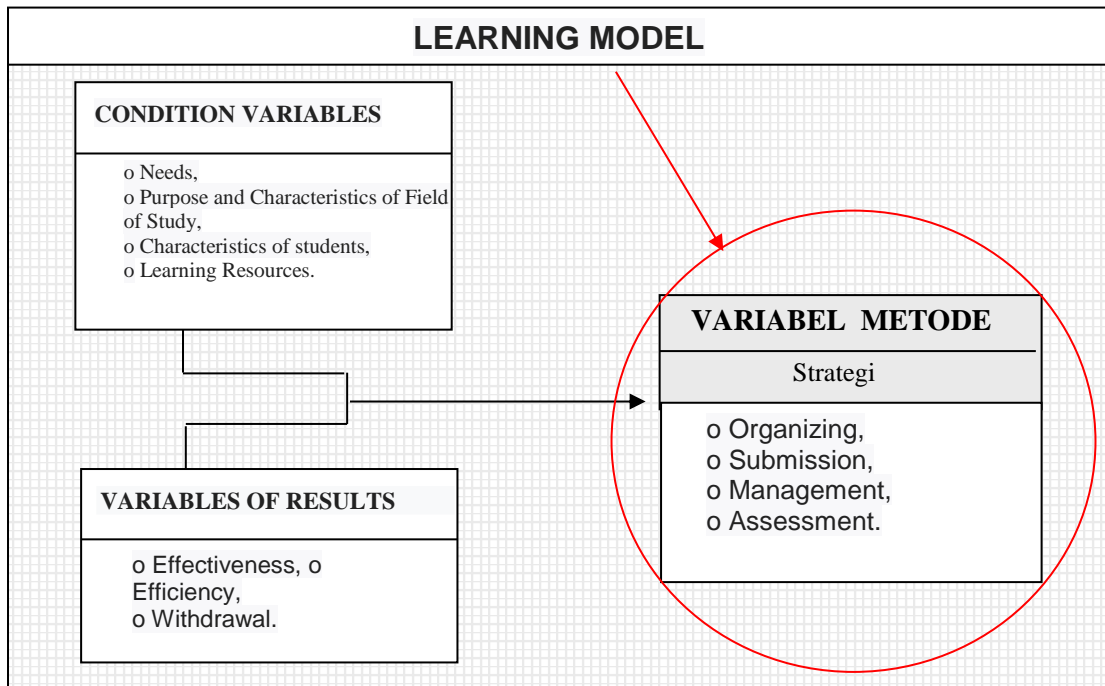 LEARNING MODEL
CONDITION VARIABLES
o Needs,
o Purpose and Characteristics of Field
of Study,
o Characteristics of students,
o Learning Resources.
VARIABEL METODE
Strategi
o Organizing,
o Submission,
o Management,
o Assessment.
VARIABLES OF RESULTS
o Effectiveness, o
Efficiency,
o Withdrawal.